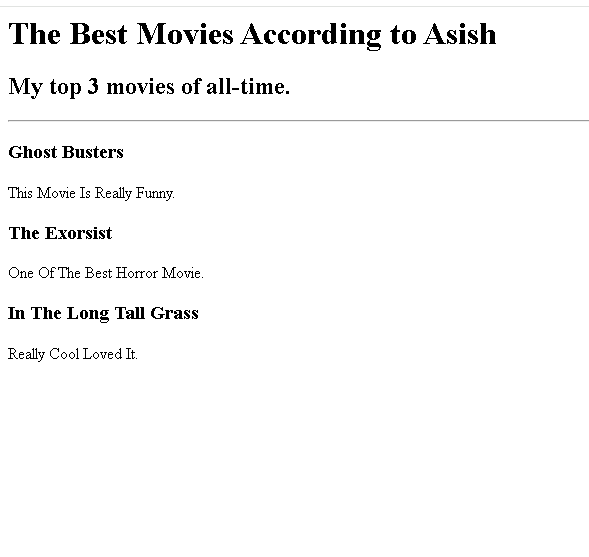 The Best Movies According to Asish
My top 3 movies of all-time.
Ghost Busters
This Movie Is Really Funny.
The Exorsist
One Of The Best Horror Movie.
In The Long Tall Grass
Really Cool Loved It.